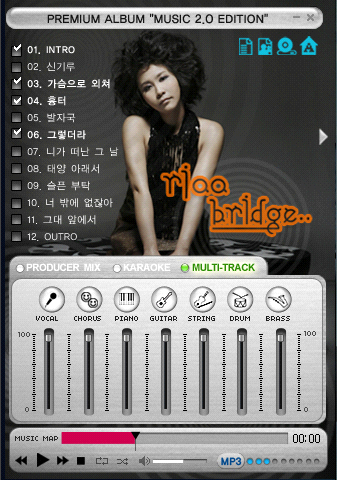 PREMIUM ALBUM "MUSIC 2.0 EDITION"
01. INTRO
02. 신기루
03. 가슴으로 외쳐
04. 흉터
05. 발자국
06. 그렇더라
07. 니가 떠난 그 날
08. 태양 아래서
09. 슬픈 부탁
10. 너 밖에 없잖아
11. 그대 앞에서
12. OUTRO
riaa
bridge..
PRODUCER MIX KARAOKE MULTI-TRACK
VOCAL CHORUS PIANO GUITAR STRING DRUM BRASS
100 100
0 0
MUSIC MAP 00:00
MP3